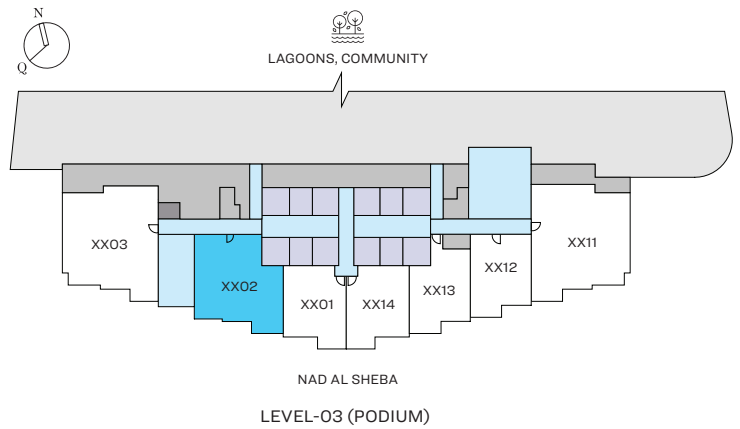 N
Q
LAGOONS, COMMUNITY
XX03
XX02
XX01
XX14
XX13
XX12
XX11
NAD AL SHEBA
LEVEL-03 (PODIUM)